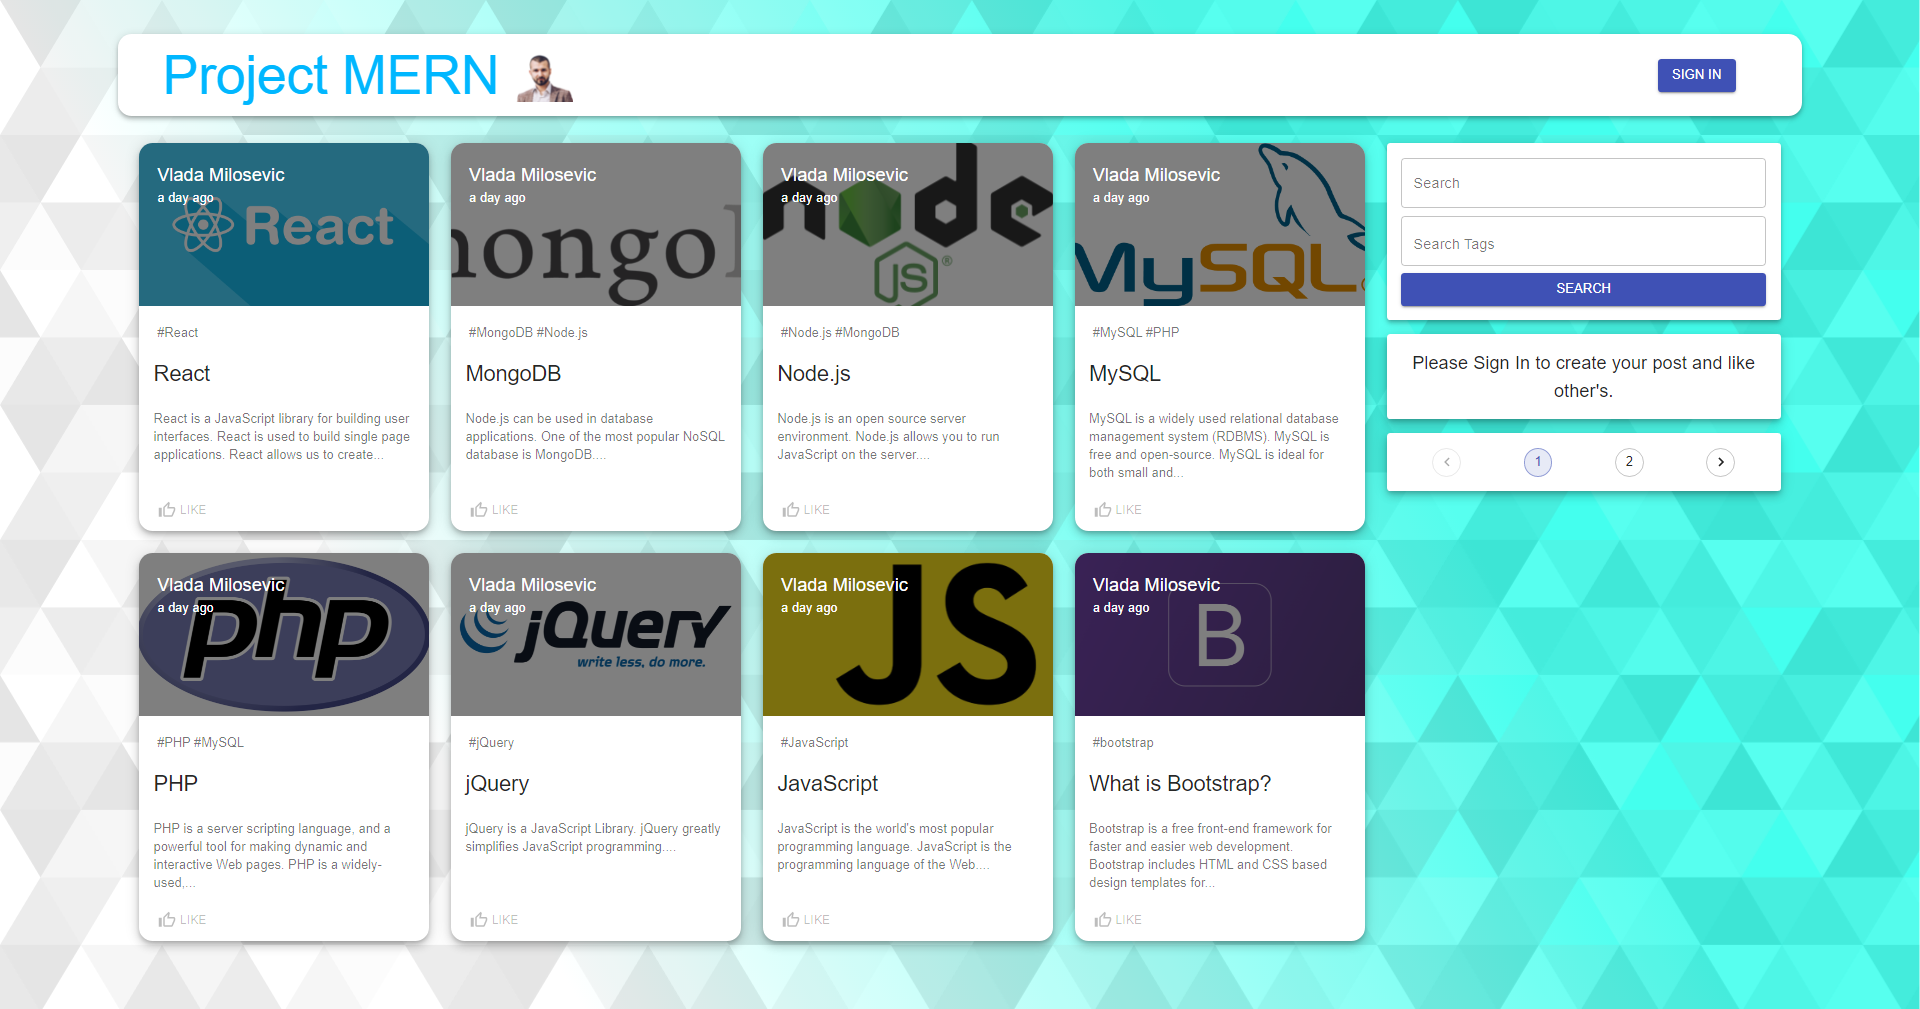 Project MERN
SIGN IN
Vlada Milosevic
a day ago
React
#React
React
React is a JavaScript library for building user
interfaces. React is used to build single page
applications. React allows us to create...
LIKE
Vlada Milosevic
a day ago
mongo
#MongoDB #Node.js
MongoDB
Node.js can be used in database
applications. One of the most popular NoSQL
database is MongoDB....
LIKE
Vlada Milosevic
a day ago
node
JS ®
#Node.js #MongoDB
Node.js
Node.js is an open source server
environment. Node.js allows you to run
JavaScript on the server....
LIKE
Vlada Milosevic
a day ago
MySQL
#MySQL #PHP
MySQL
MySQL is a widely used relational database
management system (RDBMS). MySQL is
free and open-source. MySQL is ideal for
both small and...
LIKE
Search
Search Tags
SEARCH
Please Sign In to create your post and like
other's.
1 2
Vlada Milosevic
a day ago
php
#PHP #MySQL
PHP
PHP is a server scripting language, and a
powerful tool for making dynamic and
interactive Web pages. PHP is a widely-
used,...
LIKE
Vlada Milosevic
a day ago
jQuery
write less, do more.
#jQuery
jQuery
jQuery is a JavaScript Library. jQuery greatly
simplifies JavaScript programming....
LIKE
Vlada Milosevic
a day ago
JS
#JavaScript
JavaScript
JavaScript is the world's most popular
programming language. JavaScript is the
programming language of the Web....
LIKE
Vlada Milosevic
a day ago
B
#bootstrap
What is Bootstrap?
Bootstrap is a free front-end framework for
faster and easier web development.
Bootstrap includes HTML and CSS based
design templates for...
LIKE